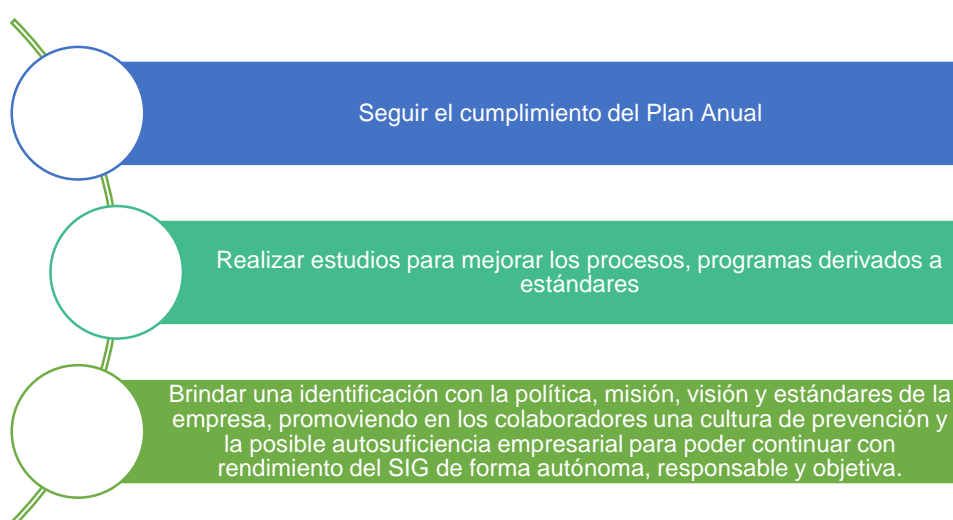 Seguir el cumplimiento del Plan Anual
Realizar estudios para mejorar los procesos, programas derivados a
estándares
Brindar una identificación con la política, misión, visión y estándares de la
empresa, promoviendo en los colaboradores una cultura de prevención y
la posible autosuficiencia empresarial para poder continuar con
rendimiento del SIG de forma autónoma, responsable y objetiva.